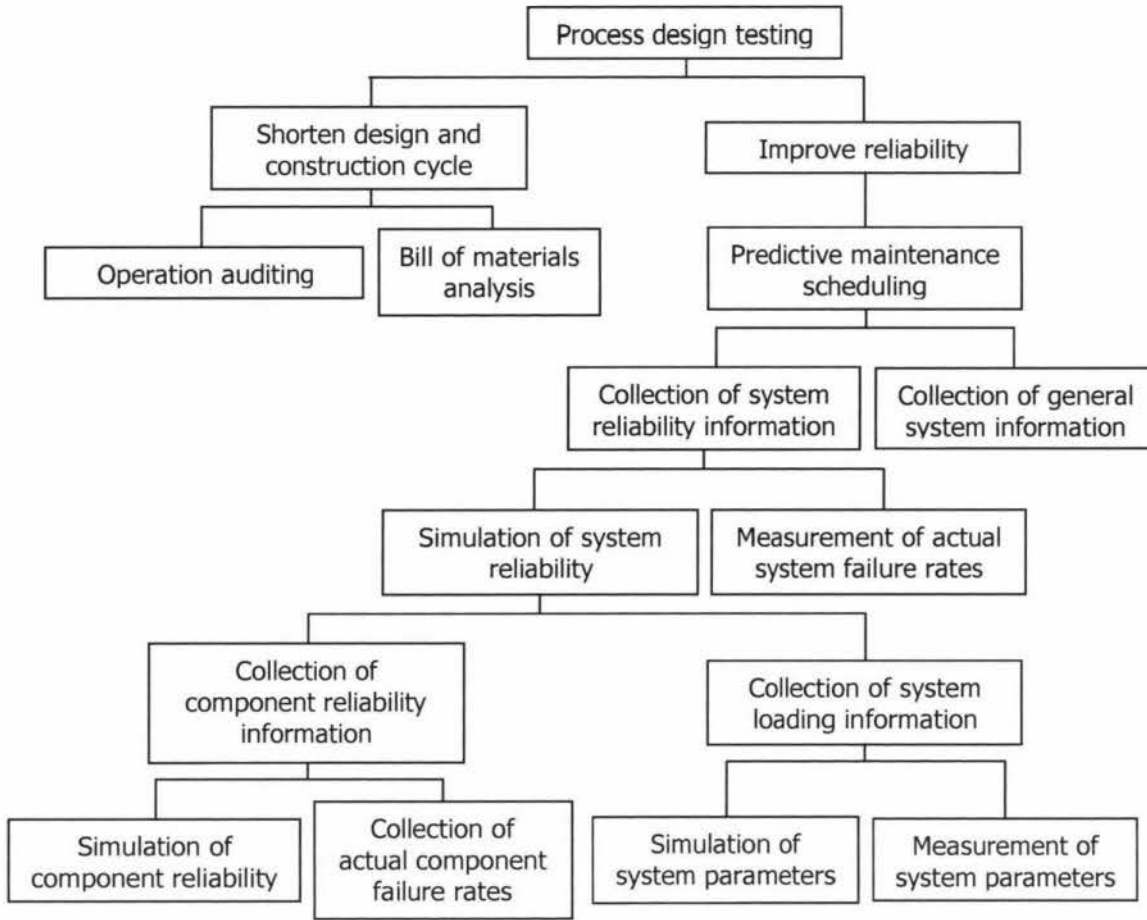 Process design testing
Shorten design and
construction cycle
Improve reliability
Operation auditing
Bill of materials
analysis
Predictive maintenance
scheduling
Collection of system
reliability information
Collection of general
system information
Simulation of system
reliability
Measurement of actual
system failure rates
Collection of
component reliability
information
Collection of system
loading information
Simulation of
component reliability
Collection of
actual component
failure rates
Simulation of
system parameters
Measurement of
system parameters